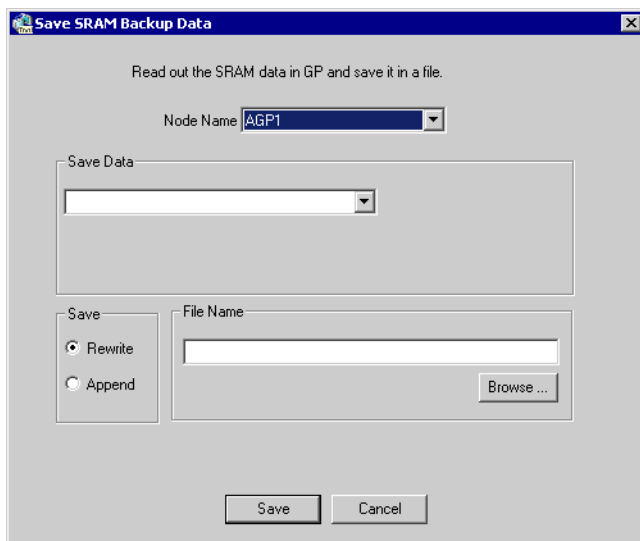 Save SRAM Backup Data
Read out the SRAM data in GP and save it in a file.
Node Name AGP1
Save Data
Save
Rewrite
Append
File Name
Browse ...
Save Cancel